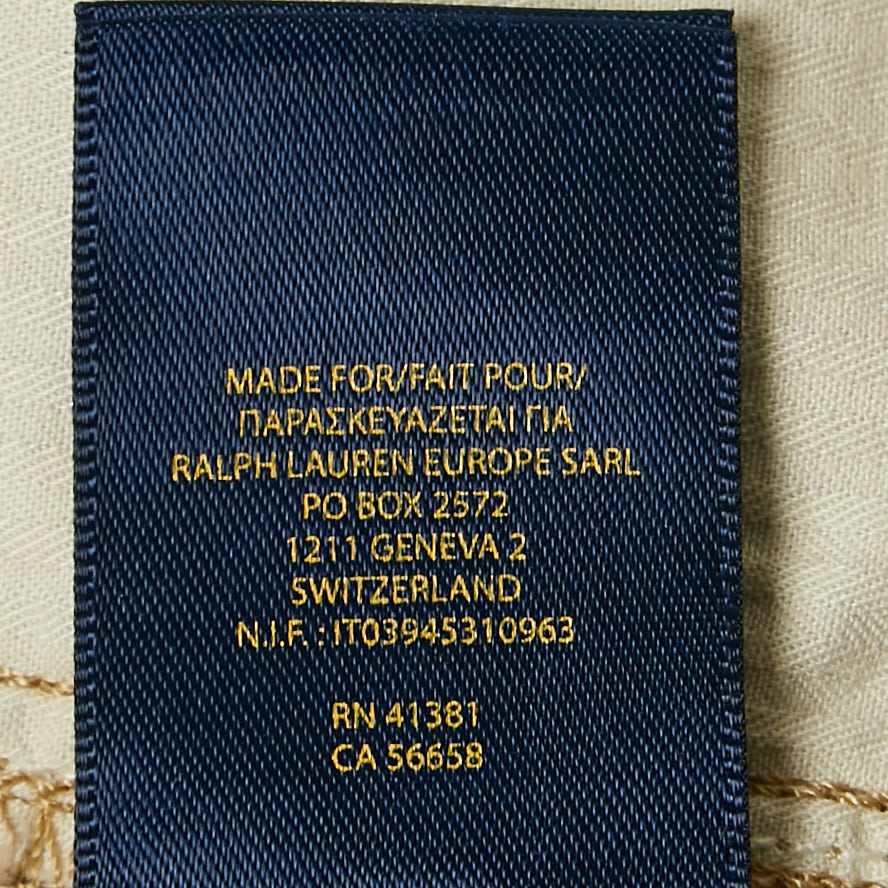 MADE FOR/FAIT POUR/
ΠΑΡΑΣΚΕΥΑΖΕΤΑΙ ΓΙΑ
RALPH LAUREN EUROPE SARL
PO BOX 2572
1211 GENEVA 2
SWITZERLAND
N.I.F. : IT03945310963
RN 41381
CA 56658